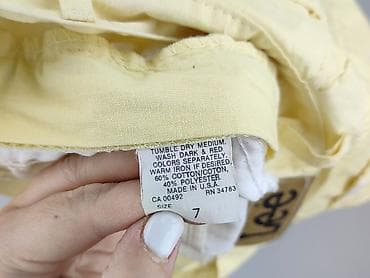 TUMBLE DRY MEDIUM.
WASH DARK & RED
COLORS SEPARATELY.
WARM IRON IF DESIRED,
60% COTTON/COTON,
40% POLYESTER.
MADE IN U.S.A.
CA 00492 RN 34763
SIZE
7
Lee